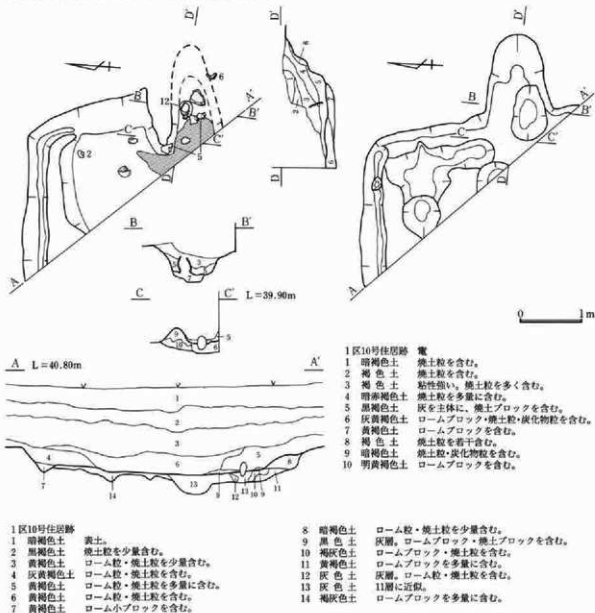 D'
D'
12
6
B
B'
A'
B'
C
C'
2
5
D
A
D'
8
5
1
2
3
4
6
D
B
B'
5
3
7
C
C'
L=39.90m
9
10
5
6
D'
B
A'
B'
C
C'
D
A
0
1m
A
L=40.80m
A'
1
2
3
4
6
5
8
7
14
13
9
12
13
10
9
11
1区10号住居跡 竈
1 暗褐色土 焼土粒を含む。
2 褐色土 焼土粒を含む。
3 褐色土 粘性強い。焼土粒を多く含む。
4 暗赤褐色土 焼土粒を多量に含む。
5 黒褐色土 灰を主体に、焼土ブロックを含む。
6 灰黄褐色土 ロームブロック・焼土粒・炭化物粒を含む。
7 黄褐色土 ロームブロックを含む。
8 褐色土 焼土粒を若干含む。
9 暗褐色土 焼土粒・炭化物粒を含む。
10 明黄褐色土 ロームブロックを含む。
1区10号住居跡
1 暗褐色土 表土。
2 黒褐色土 焼土粒を少量含む。
3 黄褐色土 ローム粒・焼土粒を少量含む。
4 灰黄褐色土 ローム粒・焼土粒を含む。
5 黄褐色土 ローム粒・焼土粒を多量に含む。
6 黄褐色土 ローム粒・焼土粒を含む。
7 黄褐色土 ローム小ブロックを含む。
8 暗褐色土 ローム粒・焼土粒を少量含む。
9 黒色土 灰層。ロームブロック・焼土ブロックを含む。
10 褐灰色土 ロームブロック・焼土粒を含む。
11 黄褐色土 ロームブロックを多量に含む。
12 灰色土 灰層。ローム粒・焼土粒を含む。
13 灰色土 11層に近似。
14 褐灰色土 ロームブロックを多量に含む。